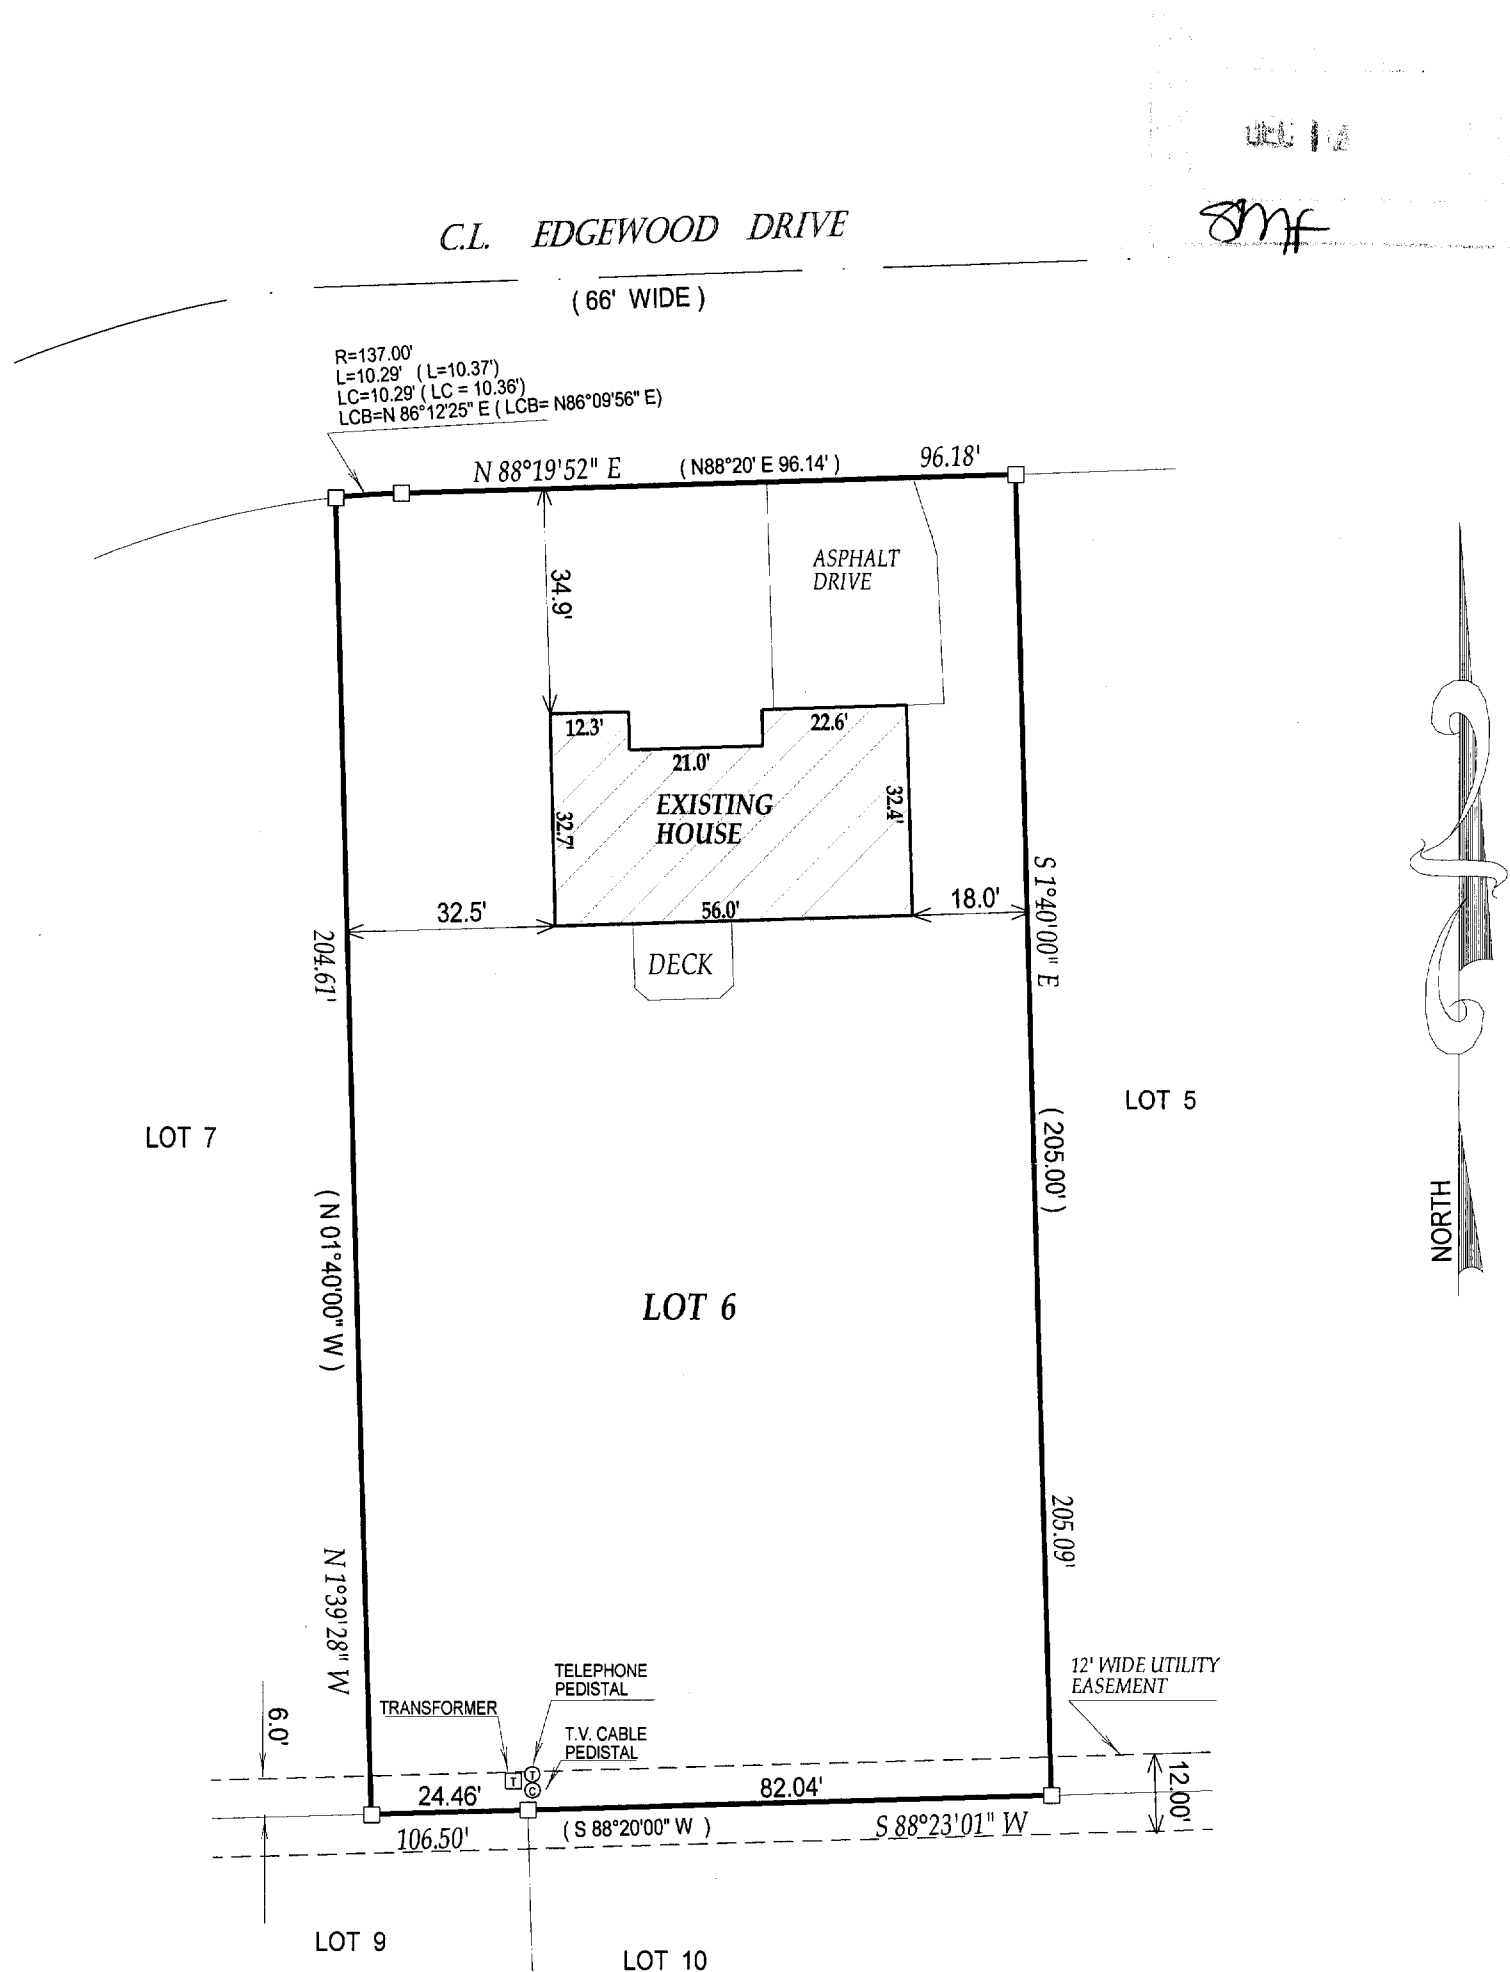 DEC 1
C.L. EDGEWOOD DRIVE
( 66' WIDE )
R=137.00'
L=10.29' ( L=10.37')
LC=10.29' ( LC = 10.36')
LCB=N 86°12'25" E ( LCB= N86°09'56" E)
N 88°19'52" E
( N88°20' E 96.14' )
96.18'
ASPHALT
DRIVE
34.9'
12.3'
22.6'
21.0'
EXISTING
HOUSE
32.7'
32.4'
56.0'
32.5'
18.0'
DECK
S 1°40'00" E
204.61'
LOT 7
LOT 5
( 205.00' )
( N 01°40'00" W )
NORTH
LOT 6
205.09'
N 1°39'28" W
TELEPHONE
PEDISTAL
TRANSFORMER
T.V. CABLE
PEDISTAL
12' WIDE UTILITY
EASEMENT
6.0'
T
T
C
24.46'
82.04'
12.00'
106.50'
( S 88°20'00" W )
S 88°23'01" W
LOT 9
LOT 10